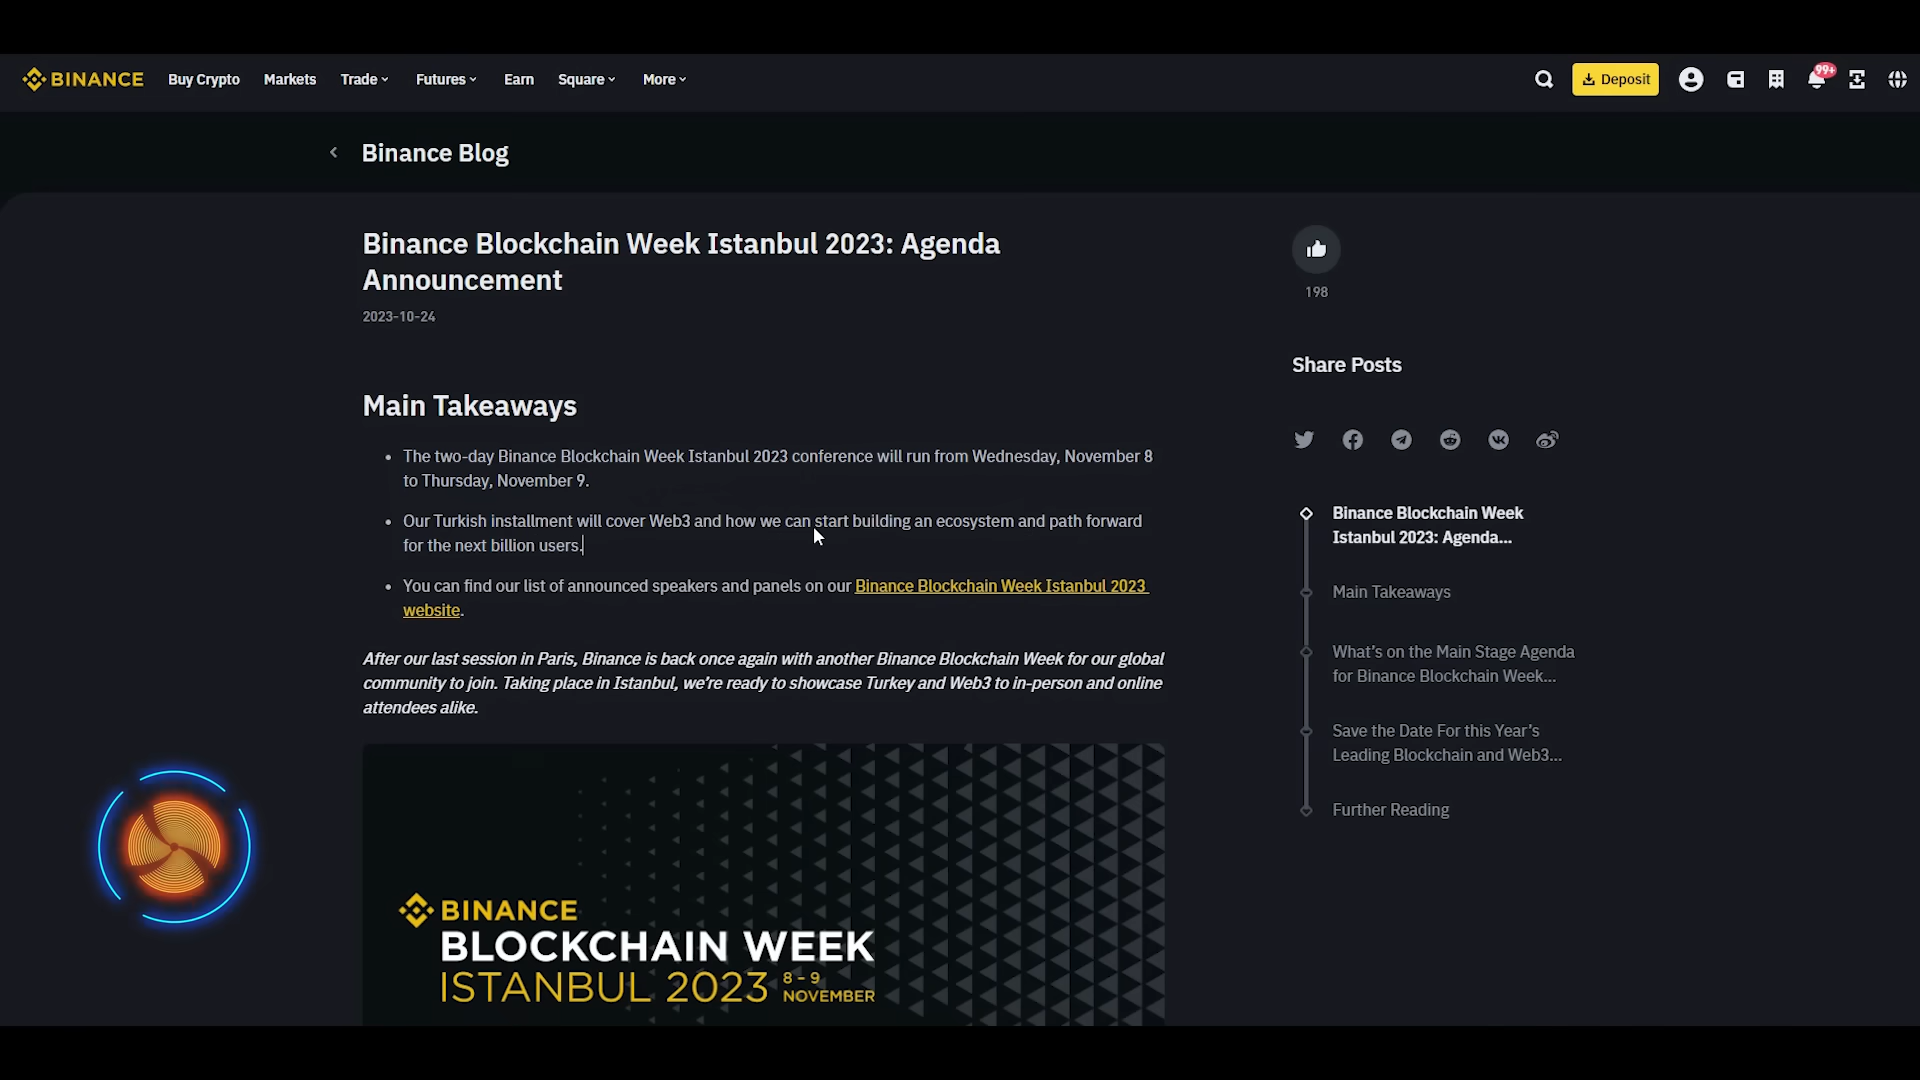 BINANCE
Buy Crypto
Markets
Trade
Futures
Earn
Square
More
Deposit
99+
Binance Blog
Binance Blockchain Week Istanbul 2023: Agenda
Announcement
2023-10-24
198
Share Posts
Main Takeaways
The two-day Binance Blockchain Week Istanbul 2023 conference will run from Wednesday, November 8
to Thursday, November 9.
Our Turkish installment will cover Web3 and how we can start building an ecosystem and path forward
for the next billion users.
You can find our list of announced speakers and panels on our Binance Blockchain Week Istanbul 2023
website.
After our last session in Paris, Binance is back once again with another Binance Blockchain Week for our global
community to join. Taking place in Istanbul, we’re ready to showcase Turkey and Web3 to in-person and online
attendees alike.
BINANCE
BLOCKCHAIN WEEK
ISTANBUL 2023 8 – 9
NOVEMBER
Binance Blockchain Week
Istanbul 2023: Agenda...
Main Takeaways
What’s on the Main Stage Agenda
for Binance Blockchain Week...
Save the Date For this Year’s
Leading Blockchain and Web3...
Further Reading